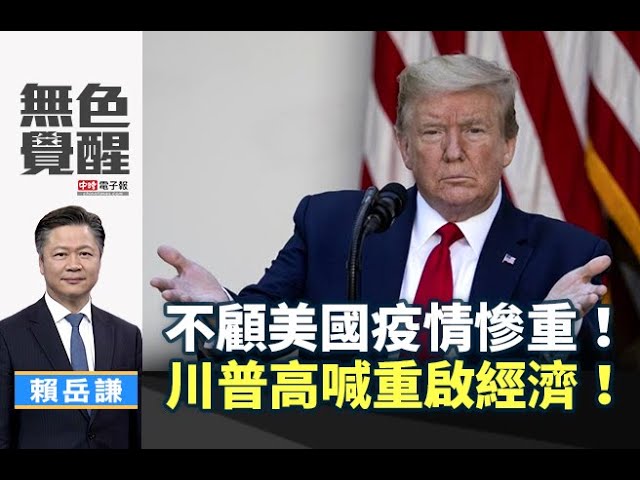 無色
覺醒
中時 電子報
賴岳謙
不顧美國疫情慘重！
川普高喊重啟經濟！